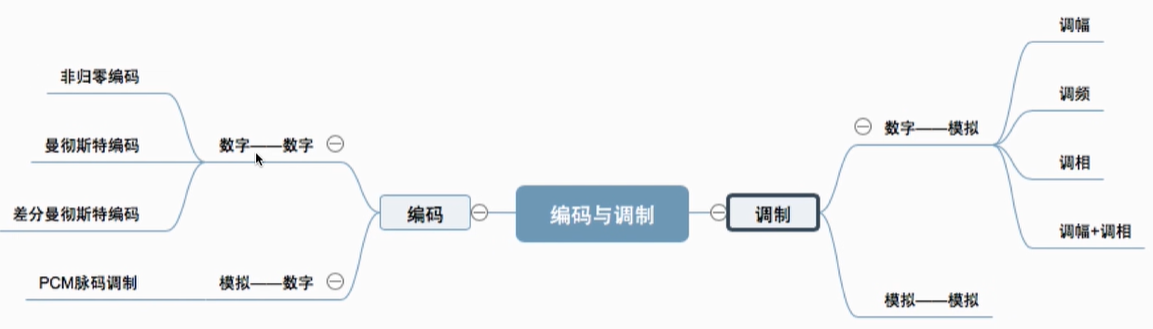 编码与调制
编码
数字——数字
非归零编码
曼彻斯特编码
差分曼彻斯特编码
模拟——数字
PCM脉码调制
调制
数字——模拟
调幅
调频
调相
调幅+调相
模拟——模拟